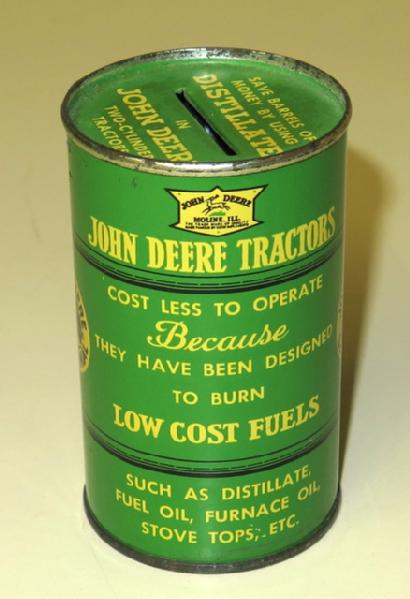 SAVE BARRELS OF
MONEY BY USING
DISTILLATE
IN
JOHN DEERE
TWO-CYLINDER
TRACTORS
JOHN DEERE
MOLINE, ILL.
JOHN DEERE TRACTORS
COST LESS TO OPERATE
Because
THEY HAVE BEEN DESIGNED
TO BURN
LOW COST FUELS
SUCH AS DISTILLATE,
FUEL OIL, FURNACE OIL,
STOVE TOPS, ETC.